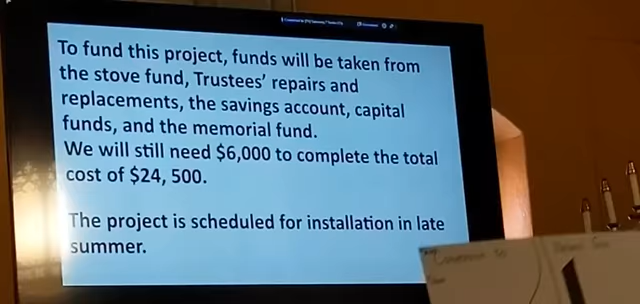 To fund this project, funds will be taken from
the stove fund, Trustees' repairs and
replacements, the savings account, capital
funds, and the memorial fund.
We will still need $6,000 to complete the total
cost of $24, 500.
The project is scheduled for installation in late
summer.